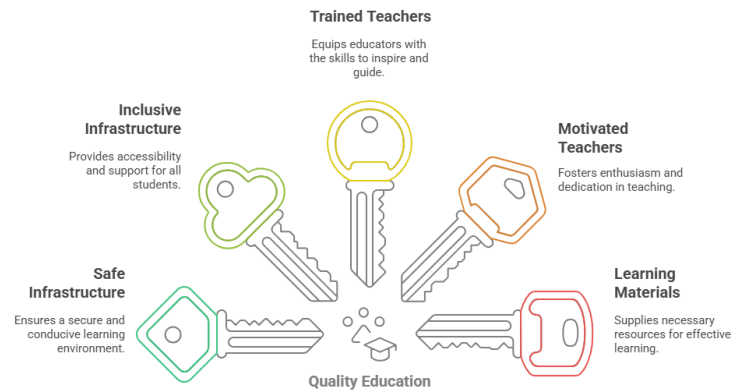 Trained Teachers
Equips educators with
the skills to inspire and
guide.
Inclusive
Infrastructure
Provides accessibility
and support for all
students.
Motivated
Teachers
Fosters enthusiasm and
dedication in teaching.
Safe
Infrastructure
Ensures a secure and
conducive learning
environment.
Learning
Materials
Supplies necessary
resources for effective
learning.
Quality Education